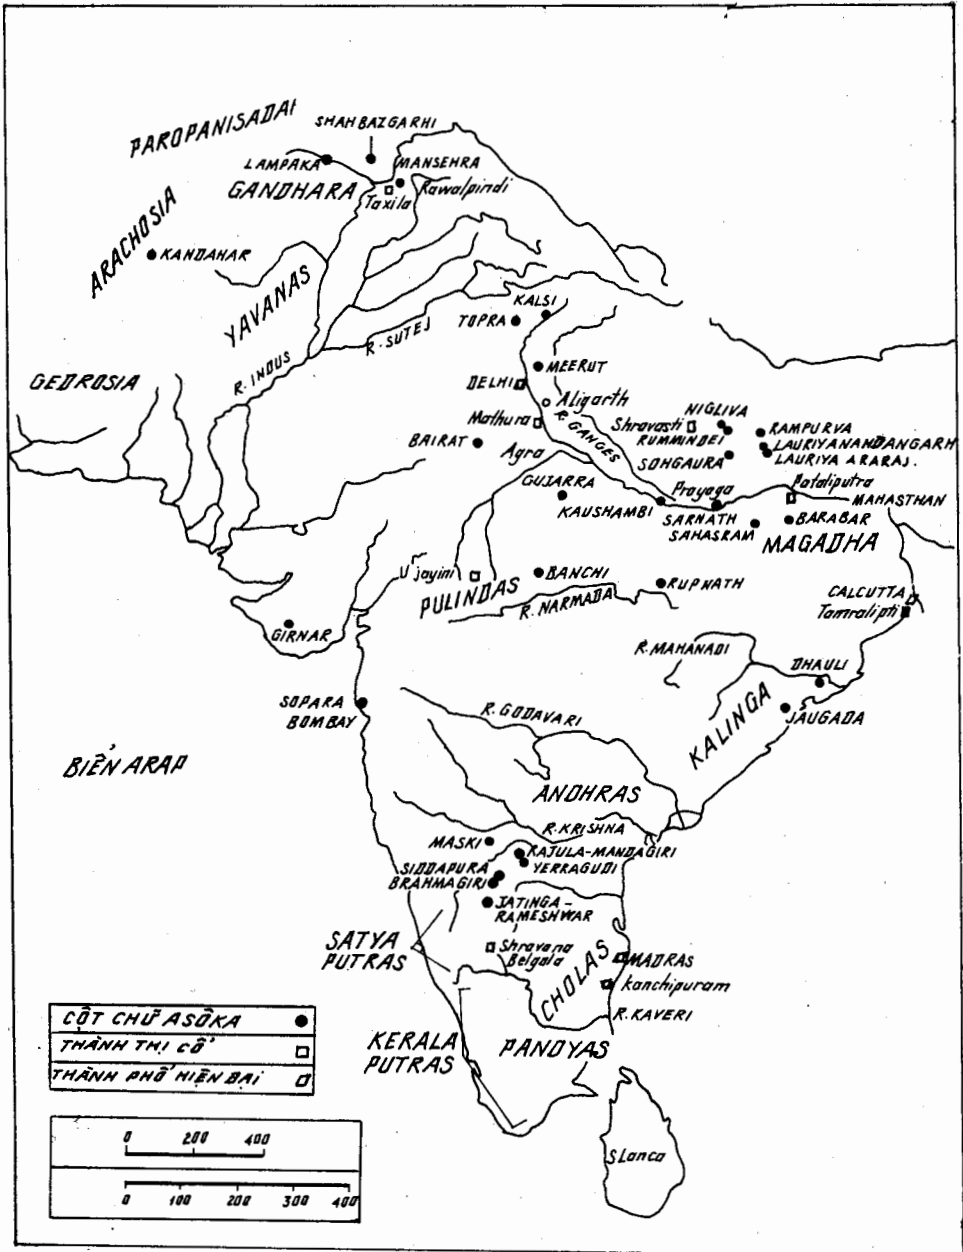 PAROPANISADAI
SHAHBAZGARHI
LAMPAKA
MANSEHRA
GANDHARA
Taxila
Rawalpindi
ARACHOSIA
KANDAHAR
YAVANAS
KALSI
TOPRA
R. SUTEJ
R. INDUS
GEDROSIA
MEERUT
DELHI
Aligarth
Mathura
R. GANGES
Shravasti
NIGLIVA
RUMMINDEI
RAMPURVA
LAURIYANANDANGARH
LAURIYA ARARAJ.
BAIRAT
Agra
SOHGAURA
GUJARRA
Prayaga
Pataliputra
KAUSHAMBI
MAHASTHAN
SARNATH
SAHASRAM
BARABAR
MAGADHA
U'jayini
BANCHI
PULINDAS
R. NARMADA
RUPNATH
CALCUTTA
Tamralipti
GIRNAR
R. MAHANADI
DHAULI
SOPARA
BOMBAY
R. GODAVARI
KALINGA
JAUGADA
BIỂN ARAP
ANDHRAS
R. KRISHNA
MASKI
RAJULA-MANDAGIRI
YERRAGUDI
SIDDAPURA
BRAHMAGIRI
JATINGA-
RAMESHWAR
SATYA
PUTRAS
Shravana
Belgala
CHOLAS
MADRAS
kanchipuram
R. KAVERI
KERALA
PUTRAS
PANDYAS
S Lanca
CỘT CHỮ ASÔKA
THÀNH THỊ CỔ
THÀNH PHỐ HIỆN ĐẠI
0 200 400
0 100 200 300 400